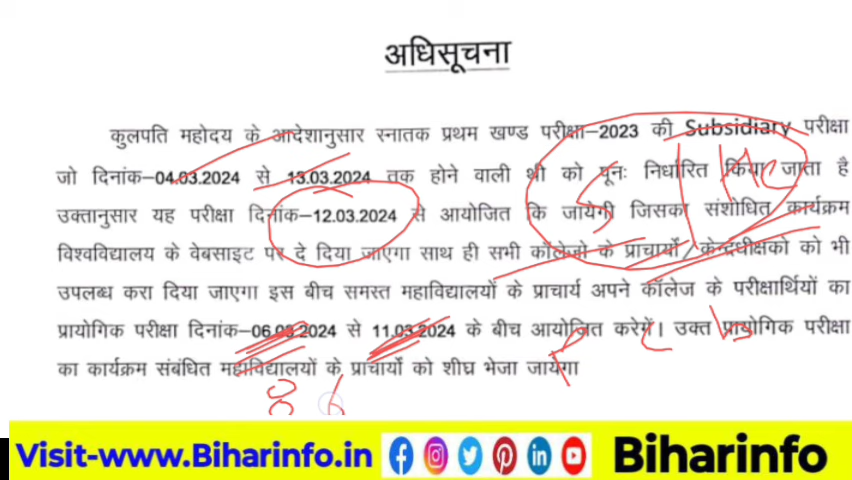 अधिसूचना
कुलपति महोदय के आदेशानुसार स्नातक प्रथम खण्ड परीक्षा-2023 की Subsidiary परीक्षा
जो दिनांक-04.03.2024 से 13.03.2024 तक होने वाली थी को पूनः निर्धारित किया जाता है
उक्तानुसार यह परीक्षा दिनांक-12.03.2024 से आयोजित कि जायेगी जिसका संशोधित कार्यक्रम
विश्वविद्यालय के वेबसाइट पर दे दिया जाएगा साथ ही सभी कॉलेजो के प्राचार्यो/केन्द्रधीक्षको को भी
उपलब्ध करा दिया जाएगा इस बीच समस्त महाविद्यालयों के प्राचार्य अपने कॉलेज के परीक्षार्थियों का
प्रायोगिक परीक्षा दिनांक-06.03.2024 से 11.03.2024 के बीच आयोजित करेगें। उक्त प्रायोगिक परीक्षा
का कार्यक्रम संबंधित महाविद्यालयों के प्राचार्यो को शीघ्र भेजा जायेगा
Visit-www.Biharinfo.in Biharinfo